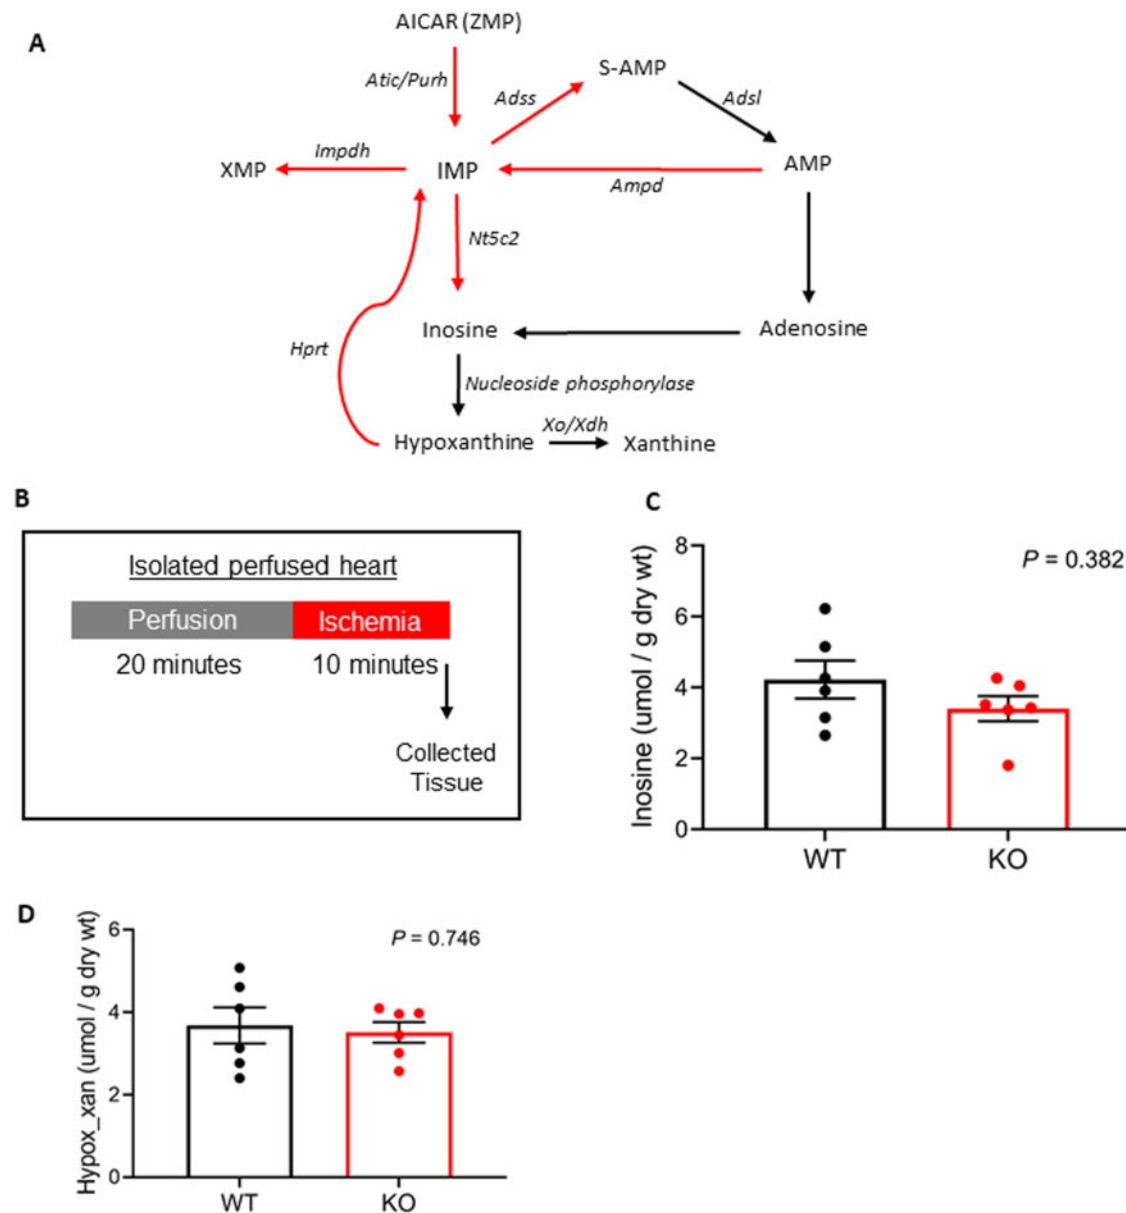 A
AICAR (ZMP)
Atic/Purh
Adss
S-AMP
Adsl
XMP
Impdh
IMP
Ampd
AMP
Nt5c2
Hprt
Inosine
Adenosine
Nucleoside phosphorylase
Hypoxanthine
Xo/Xdh
Xanthine
B
Isolated perfused heart
Perfusion
Ischemia
20 minutes
10 minutes
Collected
Tissue
C
Inosine (umol / g dry wt)
8
6
4
2
0
P = 0.382
WT
KO
D
Hypox_xan (umol / g dry wt)
6
4
2
0
P = 0.746
WT
KO